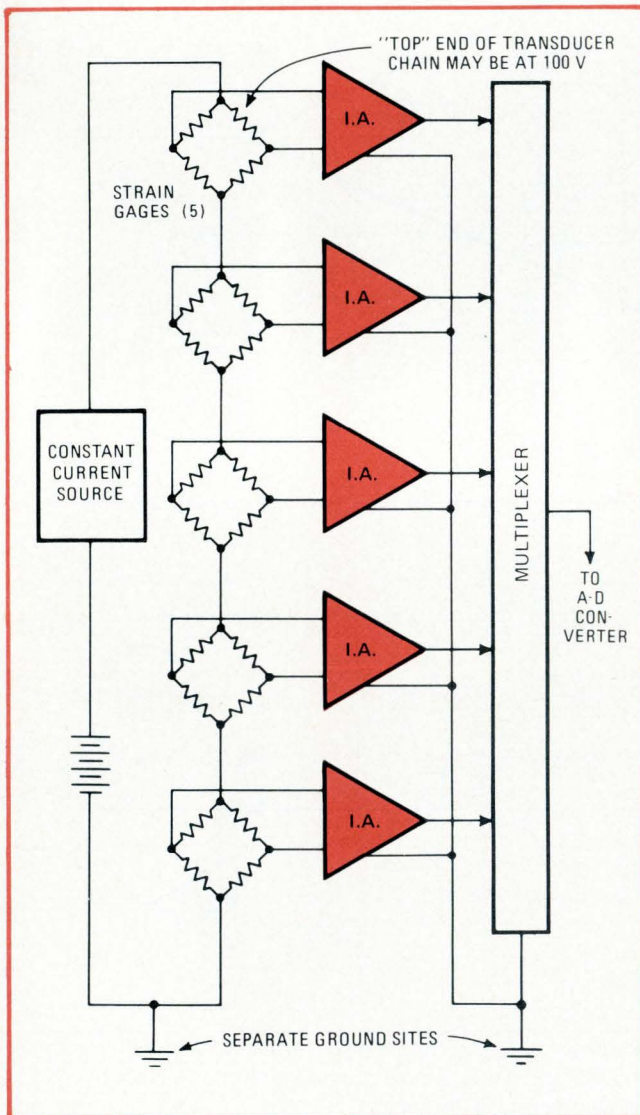 "TOP" END OF TRANSDUCER
CHAIN MAY BE AT 100 V
I.A.
STRAIN
GAGES (5)
I.A.
CONSTANT
CURRENT
SOURCE
I.A.
MULTIPLEXER
TO
A-D
CON-
VERTER
I.A.
I.A.
SEPARATE GROUND SITES